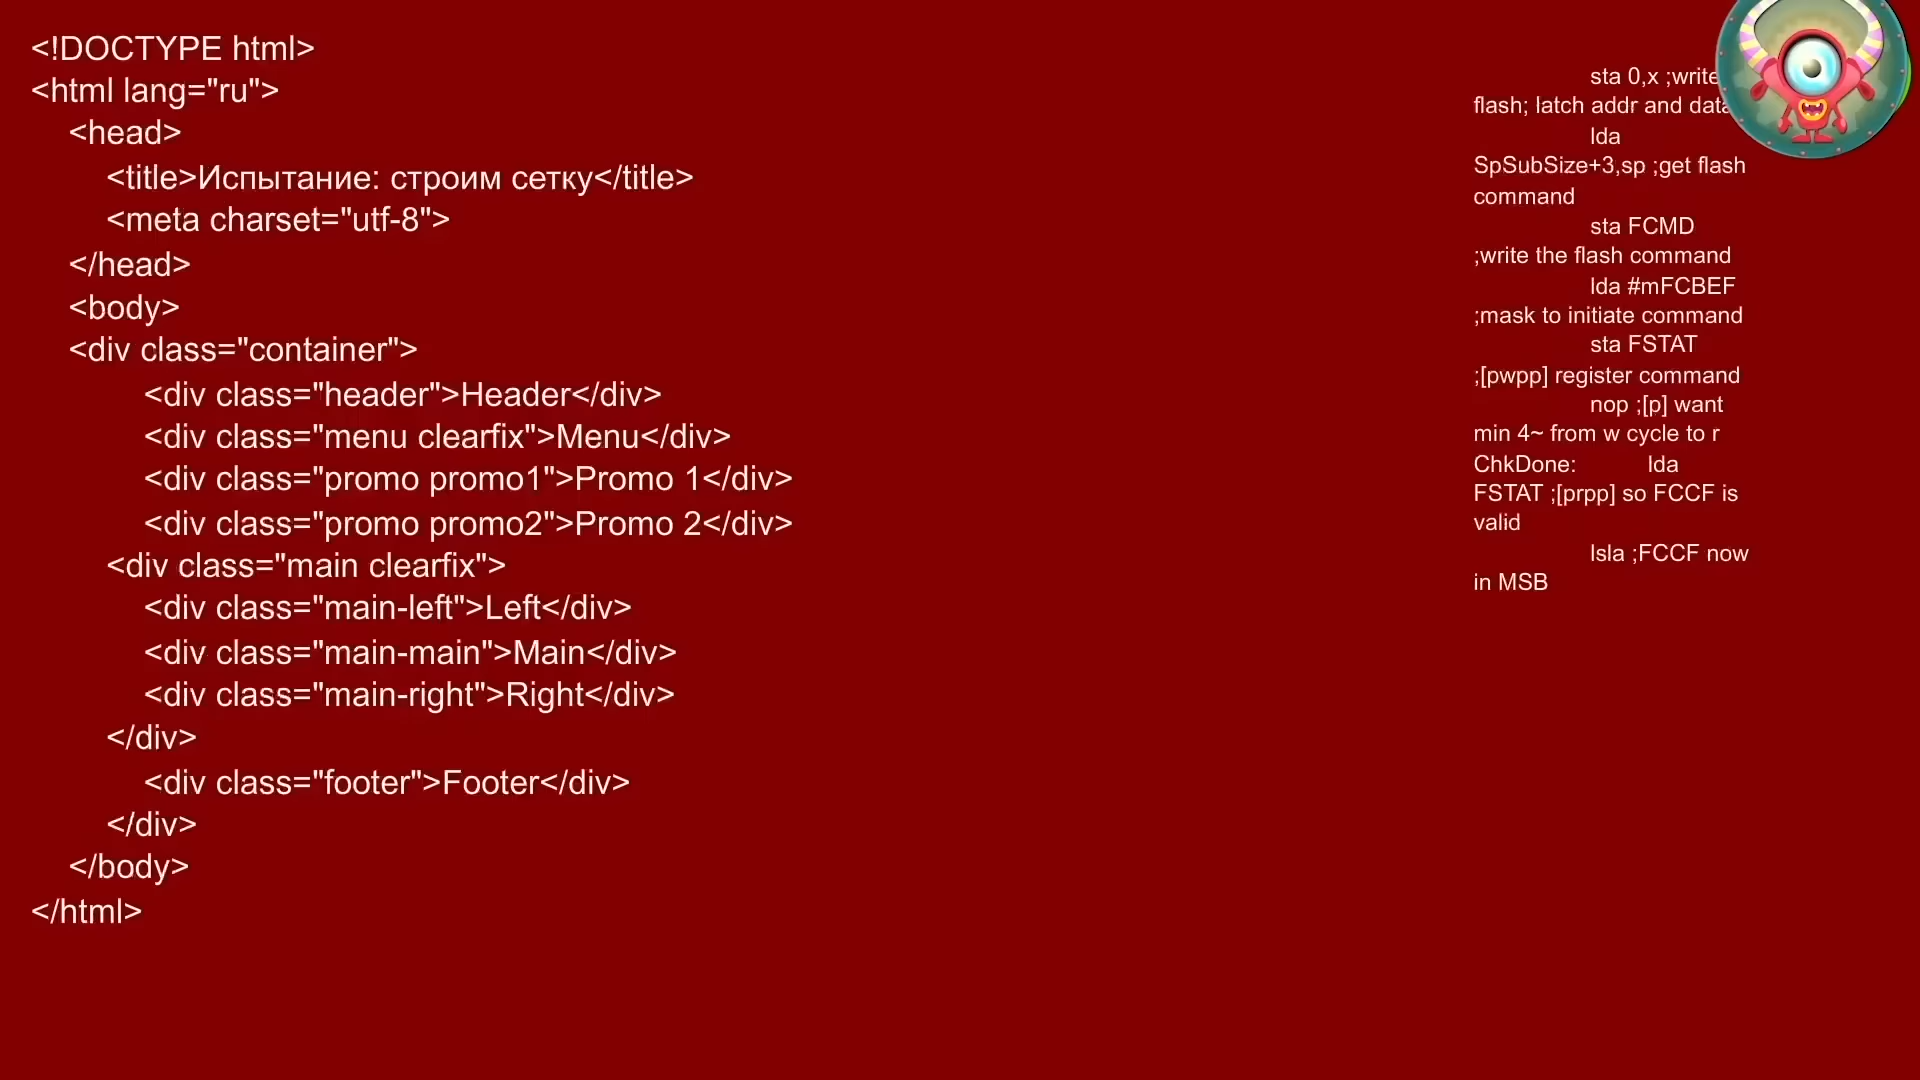 <!DOCTYPE html>
<html lang="ru">
<head>
<title>Испытание: строим сетку</title>
<meta charset="utf-8">
</head>
<body>
<div class="container">
<div class="header">Header</div>
<div class="menu clearfix">Menu</div>
<div class="promo promo1">Promo 1</div>
<div class="promo promo2">Promo 2</div>
<div class="main clearfix">
<div class="main-left">Left</div>
<div class="main-main">Main</div>
<div class="main-right">Right</div>
</div>
<div class="footer">Footer</div>
</div>
</body>
</html>
sta 0,x ;write
flash; latch addr and data
lda
SpSubSize+3,sp ;get flash
command
sta FCMD
;write the flash command
lda #mFCBEF
;mask to initiate command
sta FSTAT
;[pwpp] register command
nop ;[p] want
min 4~ from w cycle to r
ChkDone: lda
FSTAT ;[prpp] so FCCF is
valid
lsla ;FCCF now
in MSB